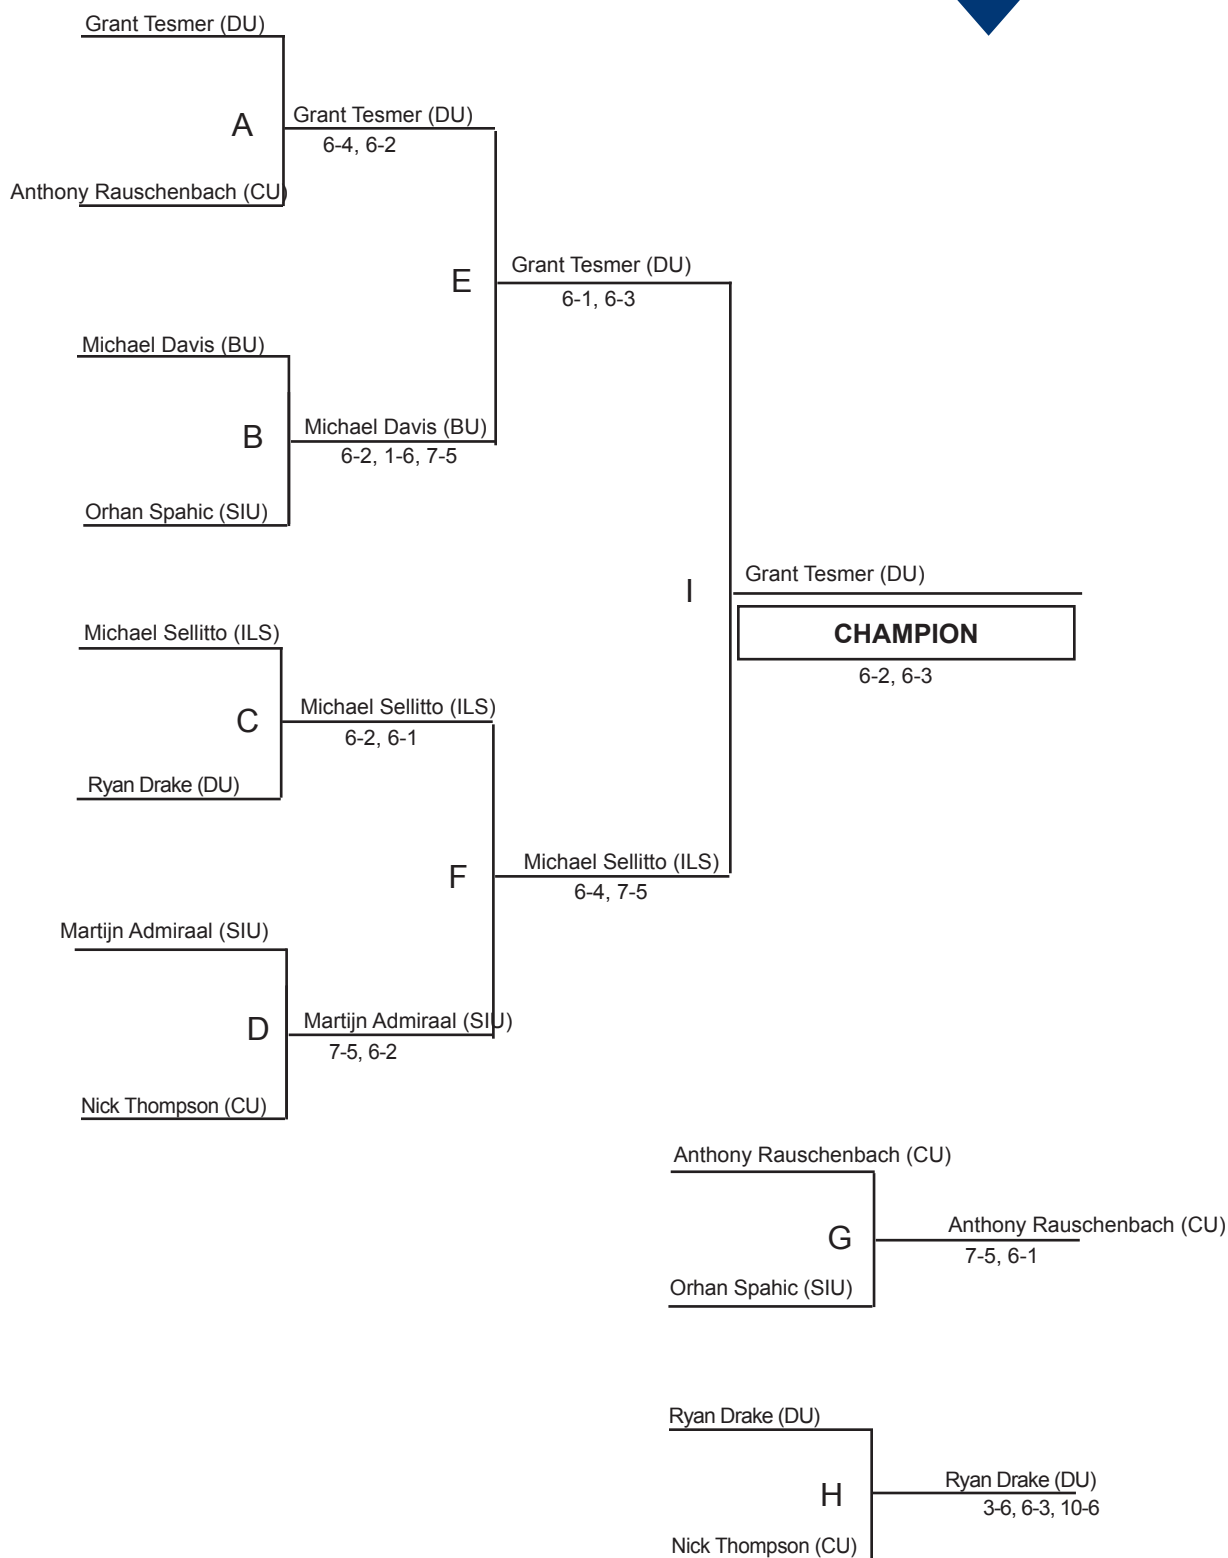 Grant Tesmer (DU)
A
Grant Tesmer (DU)
6-4, 6-2
Anthony Rauschenbach (CU)
E
Grant Tesmer (DU)
6-1, 6-3
Michael Davis (BU)
B
Michael Davis (BU)
6-2, 1-6, 7-5
Orhan Spahic (SIU)
I
Grant Tesmer (DU)
CHAMPION
6-2, 6-3
Michael Sellitto (ILS)
C
Michael Sellitto (ILS)
6-2, 6-1
Ryan Drake (DU)
F
Michael Sellitto (ILS)
6-4, 7-5
Martijn Admiraal (SIU)
D
Martijn Admiraal (SIU)
7-5, 6-2
Nick Thompson (CU)
Anthony Rauschenbach (CU)
G
Anthony Rauschenbach (CU)
7-5, 6-1
Orhan Spahic (SIU)
Ryan Drake (DU)
H
Ryan Drake (DU)
3-6, 6-3, 10-6
Nick Thompson (CU)